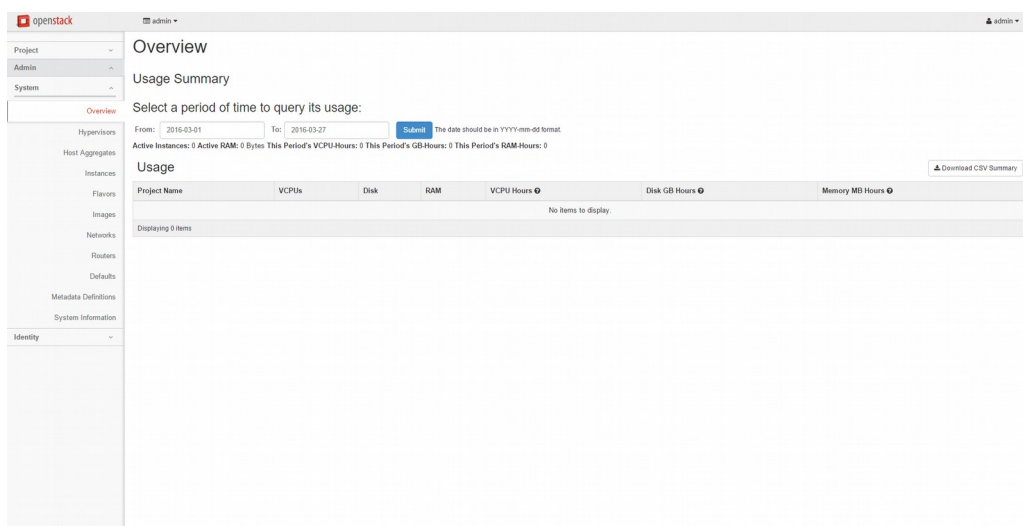 openstack
admin
admin
Project
Admin
System
Overview
Hypervisors
Host Aggregates
Instances
Flavors
Images
Networks
Routers
Defaults
Metadata Definitions
System Information
Identity
Overview
Usage Summary
Select a period of time to query its usage:
From: 2016-03-01 To: 2016-03-27 Submit The date should be in YYYY-mm-dd format.
Active Instances: 0 Active RAM: 0 Bytes This Period's VCPU-Hours: 0 This Period's GB-Hours: 0 This Period's RAM-Hours: 0
Usage
Download CSV Summary
Project Name VCPUs Disk RAM VCPU Hours Disk GB Hours Memory MB Hours
No items to display.
Displaying 0 items